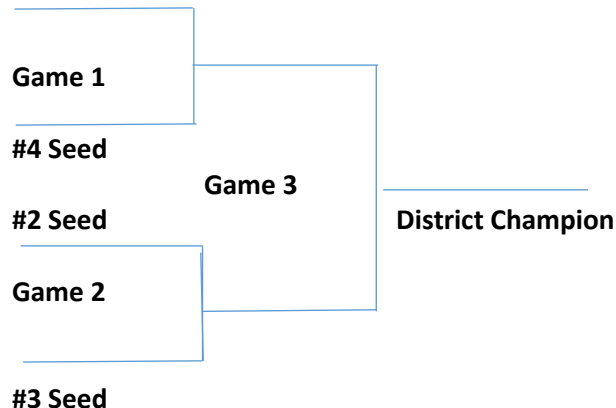 Game 1
#4 Seed
Game 3
#2 Seed
District Champion
Game 2
#3 Seed